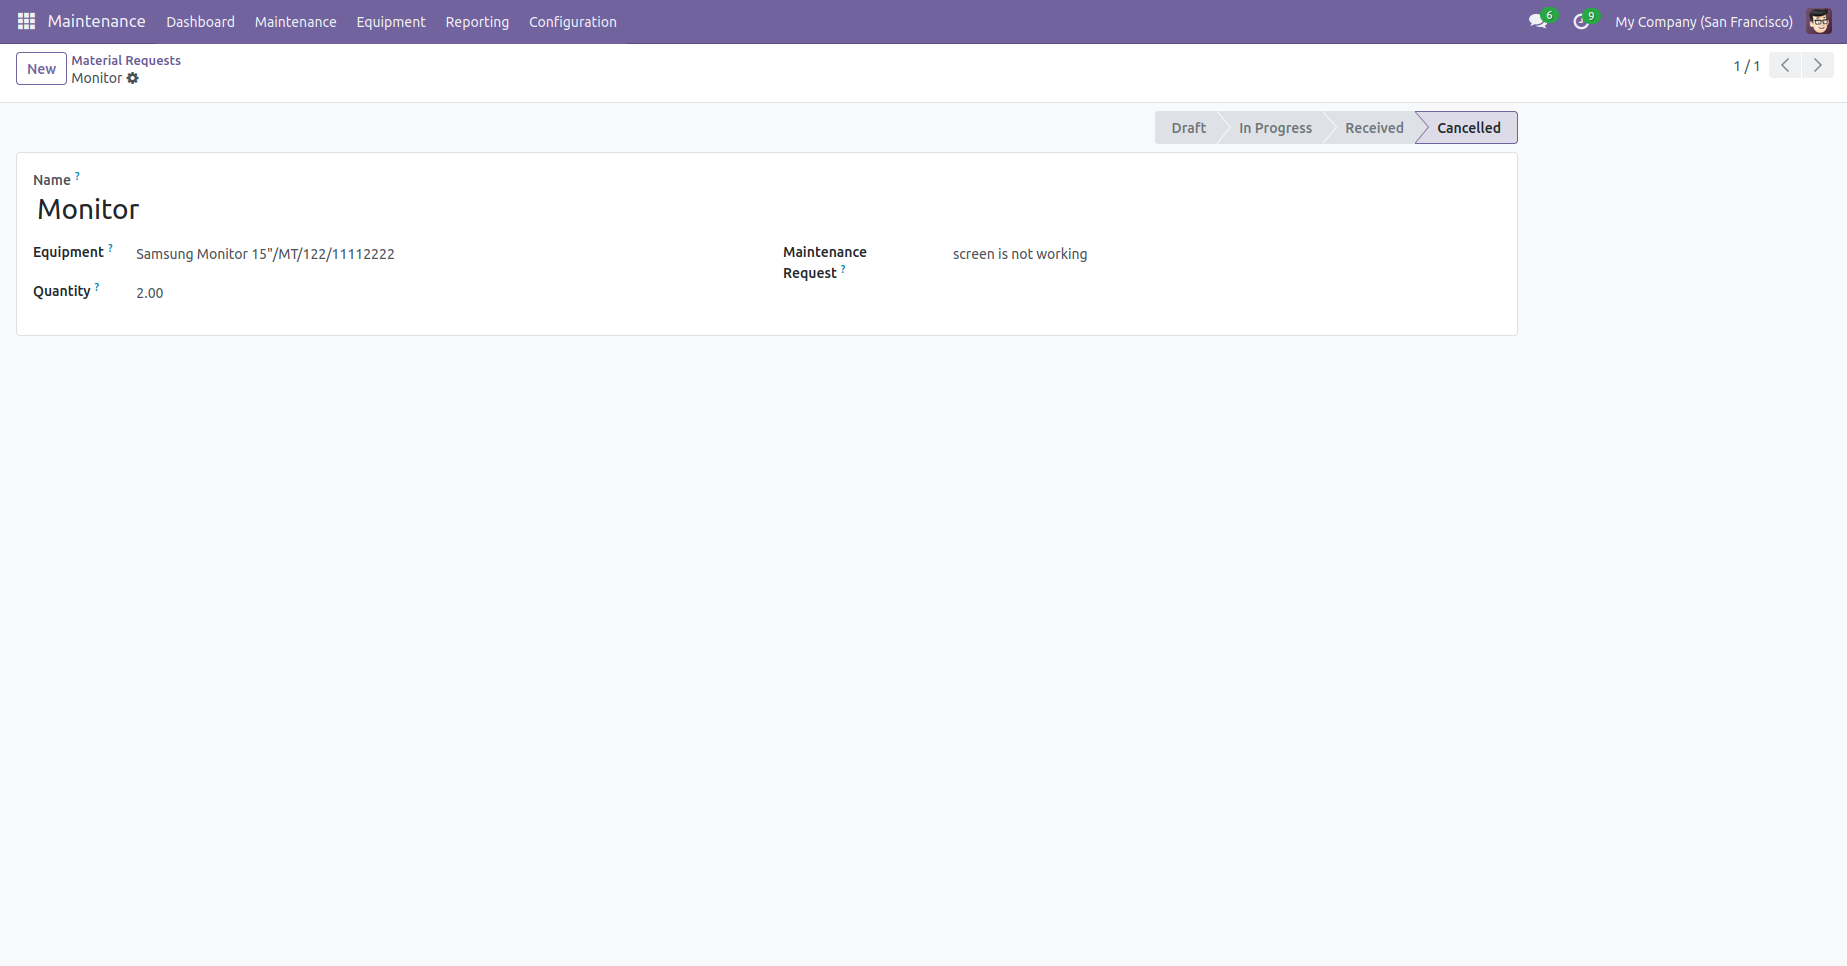 Maintenance Dashboard Maintenance Equipment Reporting Configuration 6 9 My Company (San Francisco)
New Material Requests
Monitor 1 / 1
Draft In Progress Received Cancelled
Name ?
Monitor
Equipment ? Samsung Monitor 15"/MT/122/11112222
Maintenance Request ? screen is not working
Quantity ? 2.00